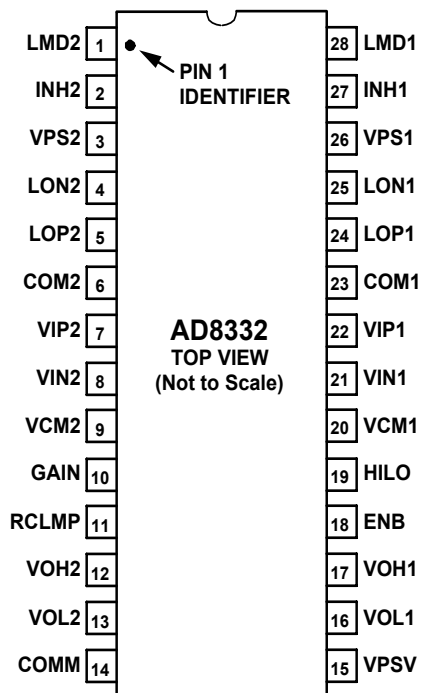 LMD2 1 28 LMD1
PIN 1
IDENTIFIER
INH2 2 27 INH1
VPS2 3 26 VPS1
LON2 4 25 LON1
LOP2 5 24 LOP1
COM2 6 23 COM1
AD8332
TOP VIEW
(Not to Scale)
VIP2 7 22 VIP1
VIN2 8 21 VIN1
VCM2 9 20 VCM1
GAIN 10 19 HILO
RCLMP 11 18 ENB
VOH2 12 17 VOH1
VOL2 13 16 VOL1
COMM 14 15 VPSV